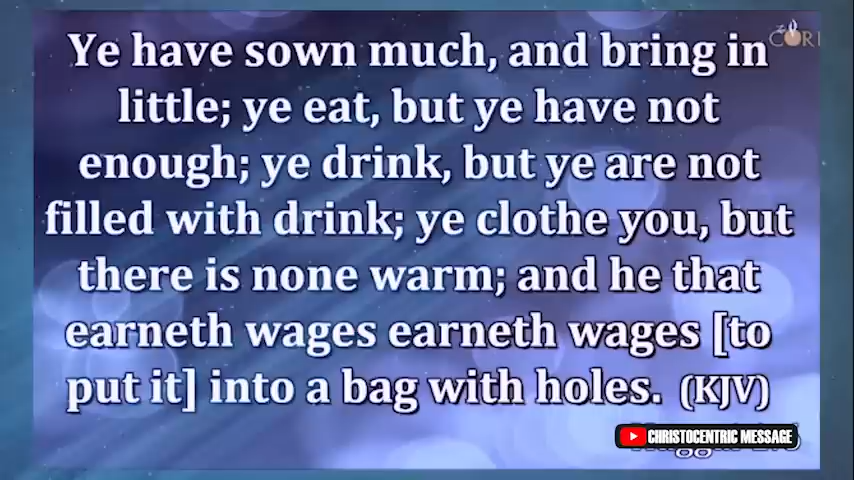 Ye have sown much, and bring in
little; ye eat, but ye have not
enough; ye drink, but ye are not
filled with drink; ye clothe you, but
there is none warm; and he that
earneth wages earneth wages [to
put it] into a bag with holes. (KJV)
CHRISTOCENTRIC MESSAGE